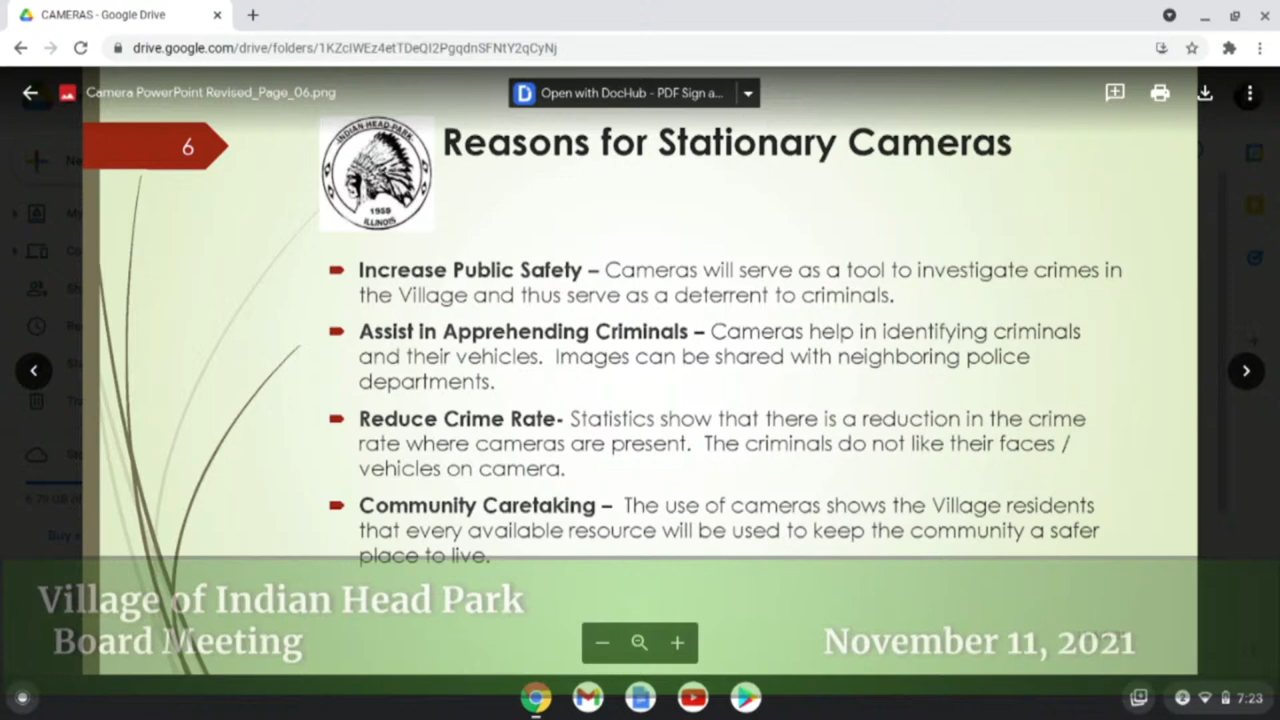 CAMERAS - Google Drive
drive.google.com/drive/folders/1KZcIWEz4etTDeQI2PgqdnSFNtY2qCyNj
Camera PowerPoint Revised_Page_06.png
Open with DocHub - PDF Sign a...
6
INDIAN HEAD PARK
1959
ILLINOIS
Reasons for Stationary Cameras
Increase Public Safety – Cameras will serve as a tool to investigate crimes in
the Village and thus serve as a deterrent to criminals.
Assist in Apprehending Criminals – Cameras help in identifying criminals
and their vehicles. Images can be shared with neighboring police
departments.
Reduce Crime Rate- Statistics show that there is a reduction in the crime
rate where cameras are present. The criminals do not like their faces /
vehicles on camera.
Community Caretaking – The use of cameras shows the Village residents
that every available resource will be used to keep the community a safer
place to live.
Village of Indian Head Park
Board Meeting
November 11, 2021
7:23